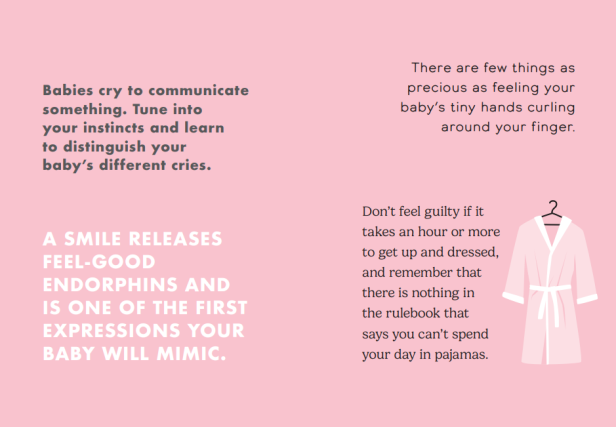 Babies cry to communicate
something. Tune into
your instincts and learn
to distinguish your
baby's different cries.
A SMILE RELEASES
FEEL-GOOD
ENDORPHINS AND
IS ONE OF THE FIRST
EXPRESSIONS YOUR
BABY WILL MIMIC.
There are few things as
precious as feeling your
baby's tiny hands curling
around your finger.
Don't feel guilty if it
takes an hour or more
to get up and dressed,
and remember that
there is nothing in
the rulebook that
says you can't spend
your day in pajamas.